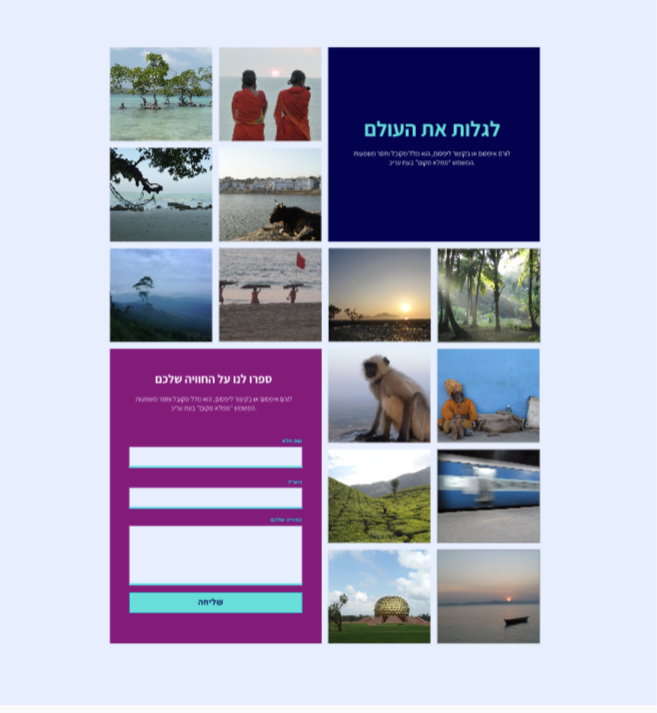 לגלות את העולם
לורם איפסום או בקיצור ליפסום, הוא מלל מקובל וחסר משמעות
המשמש "ממלא מקום" בעת עריכ.
ספרו לנו על החוויה שלכם
לורם איפסום או בקיצור ליפסום, הוא מלל מקובל וחסר משמעות
המשמש "ממלא מקום" בעת עריכ.
שם מלא
דוא"ל
החוויה שלכם
שליחה